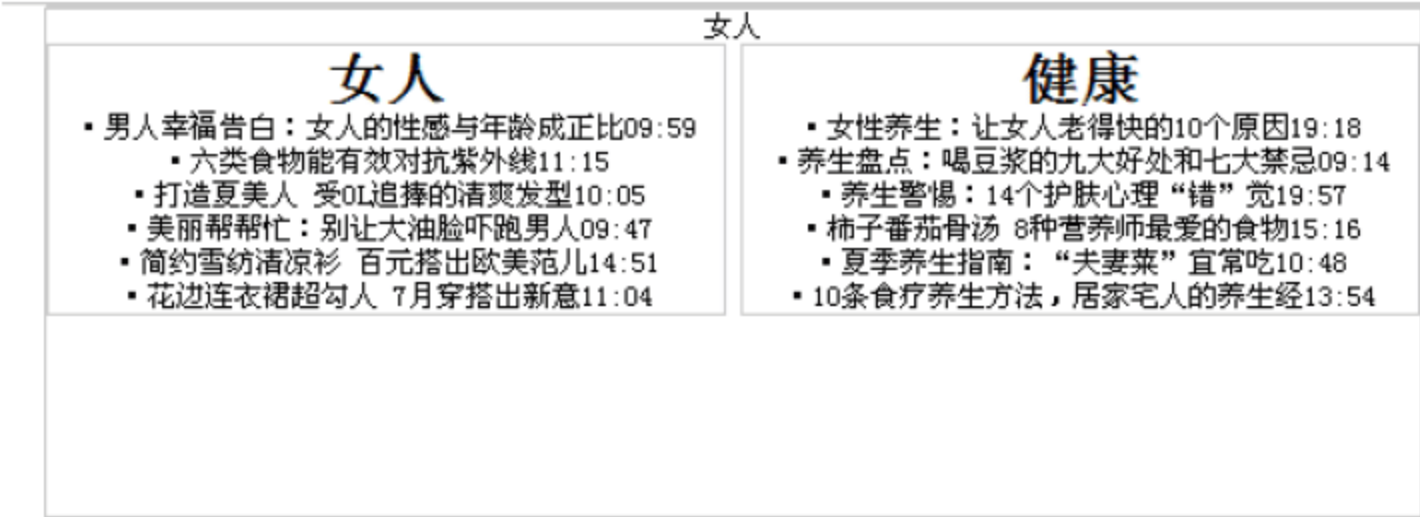 女人
女人
▪ 男人幸福告白：女人的性感与年龄成正比09:59
▪ 六类食物能有效对抗紫外线11:15
▪ 打造夏美人 受OL追捧的清爽发型10:05
▪ 美丽帮帮忙：别让大油脸吓跑男人09:47
▪ 简约雪纺清凉衫 百元搭出欧美范儿14:51
▪ 花边连衣裙超勾人 7月穿搭出新意11:04
健康
▪ 女性养生：让女人老得快的10个原因19:18
▪ 养生盘点：喝豆浆的九大好处和七大禁忌09:14
▪ 养生警惕：14个护肤心理“错”觉19:57
▪ 柿子番茄骨汤 8种营养师最爱的食物15:16
▪ 夏季养生指南：“夫妻菜”宜常吃10:48
▪ 10条食疗养生方法，居家宅人的养生经13:54